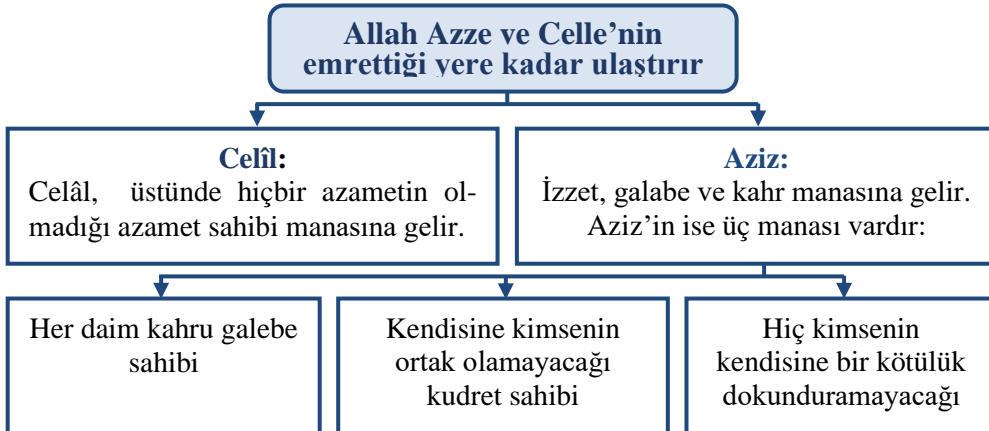 Allah Azze ve Celle’nin
emrettiği yere kadar ulaştırır
Celîl:
Celâl, üstünde hiçbir azametin ol-
madığı azamet sahibi manasına gelir.
Aziz:
İzzet, galabe ve kahr manasına gelir.
Aziz’in ise üç manası vardır:
Her daim kahru galebe
sahibi
Kendisine kimsenin
ortak olamayacağı
kudret sahibi
Hiç kimsenin
kendisine bir kötülük
dokunduramayacağı